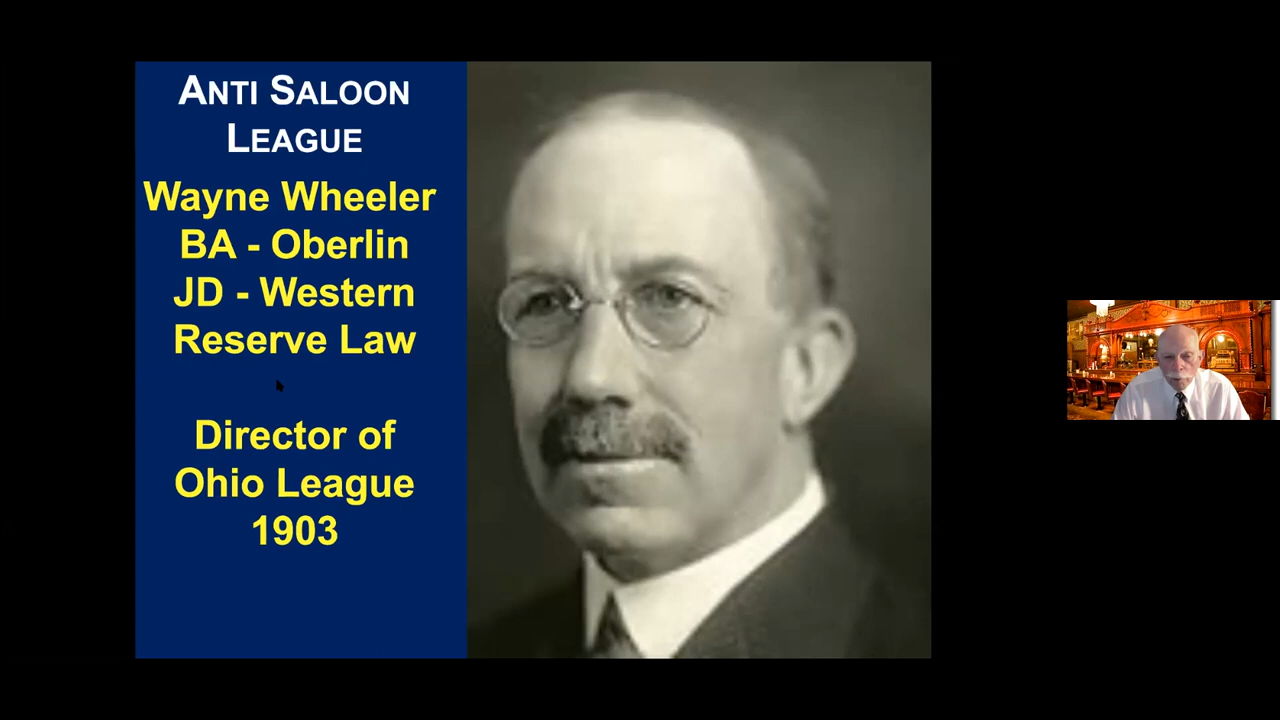 ANTI SALOON
LEAGUE
Wayne Wheeler
BA - Oberlin
JD - Western
Reserve Law
Director of
Ohio League
1903